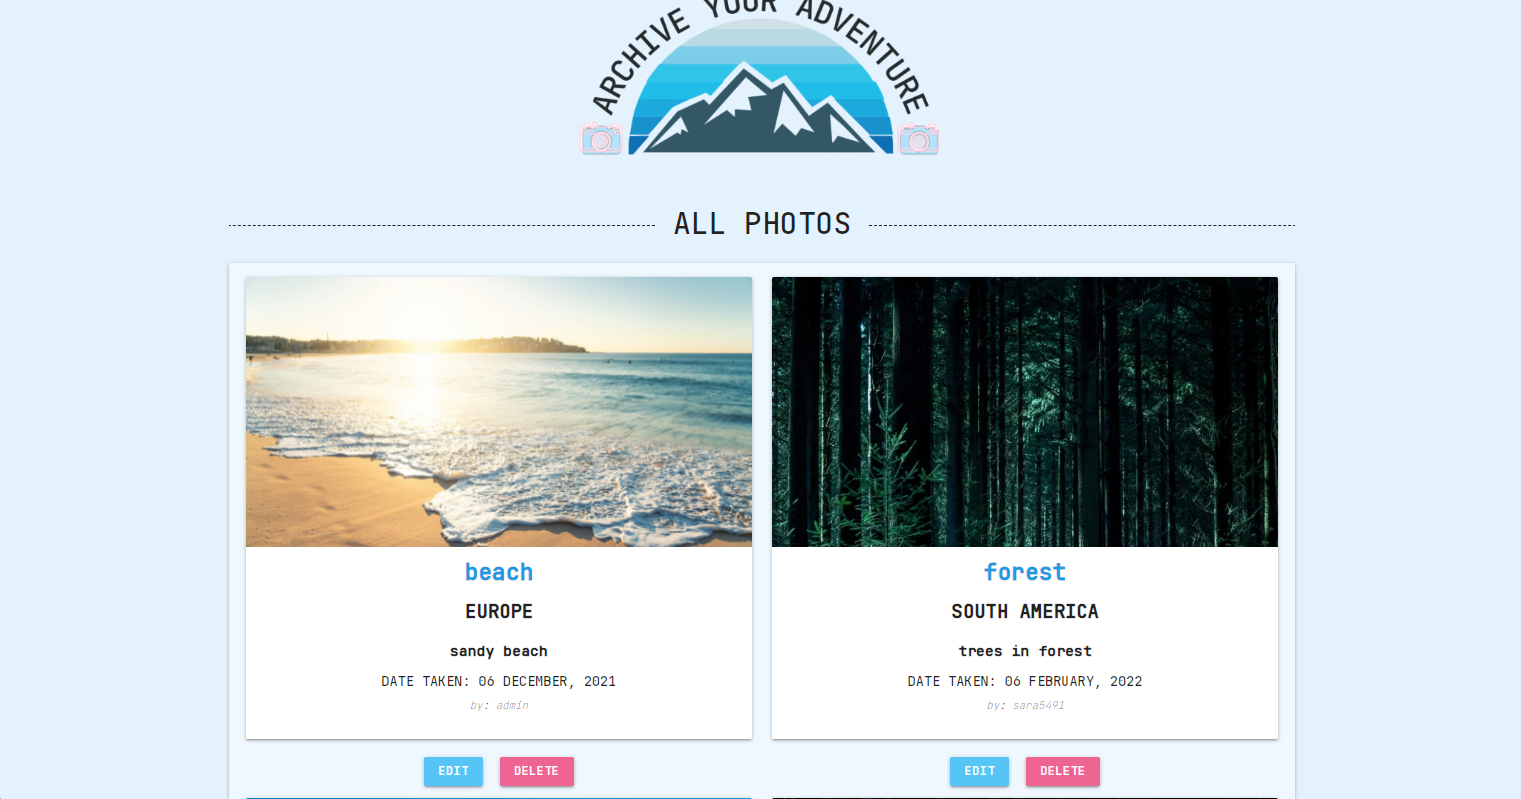 ARCHIVE YOUR ADVENTURE
ALL PHOTOS
beach
EUROPE
sandy beach
DATE TAKEN: 06 DECEMBER, 2021
by: admin
EDIT
DELETE
forest
SOUTH AMERICA
trees in forest
DATE TAKEN: 06 FEBRUARY, 2022
by: sara5491
EDIT
DELETE